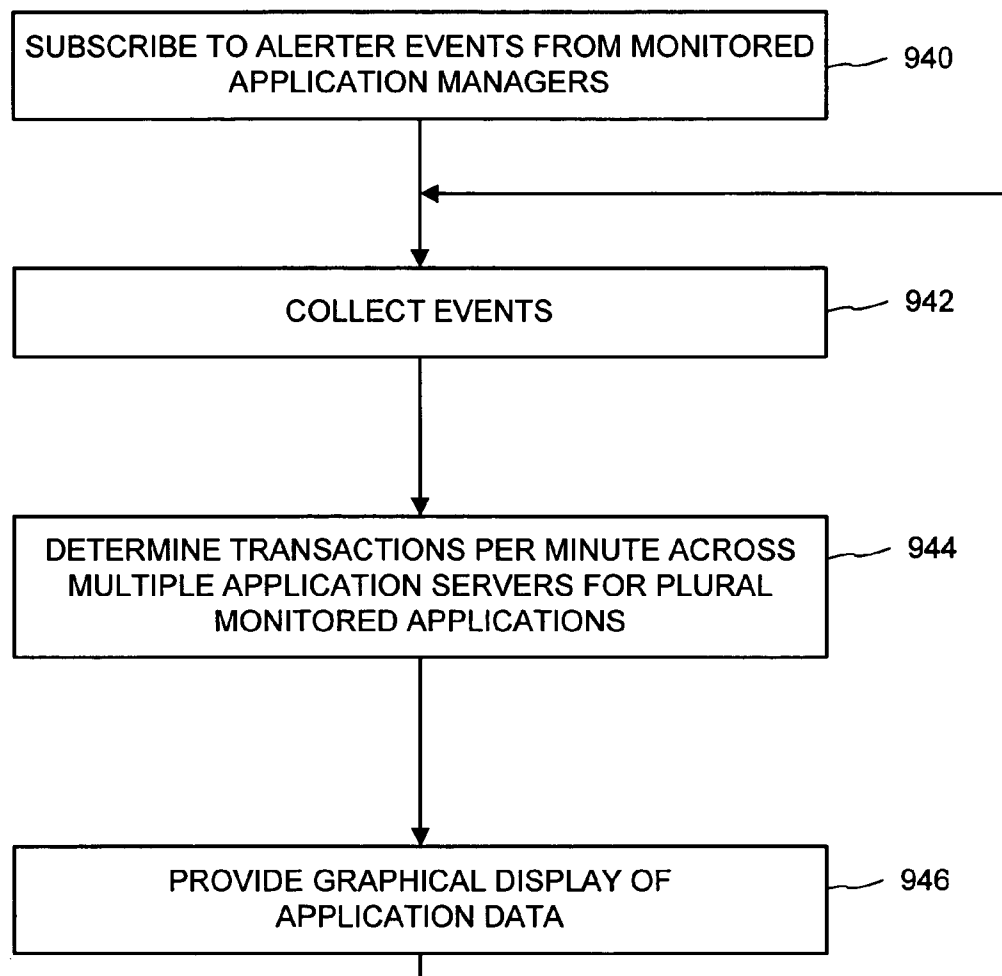 SUBSCRIBE TO ALERTER EVENTS FROM MONITORED
APPLICATION MANAGERS
940
COLLECT EVENTS
942
DETERMINE TRANSACTIONS PER MINUTE ACROSS
MULTIPLE APPLICATION SERVERS FOR PLURAL
MONITORED APPLICATIONS
944
PROVIDE GRAPHICAL DISPLAY OF
APPLICATION DATA
946